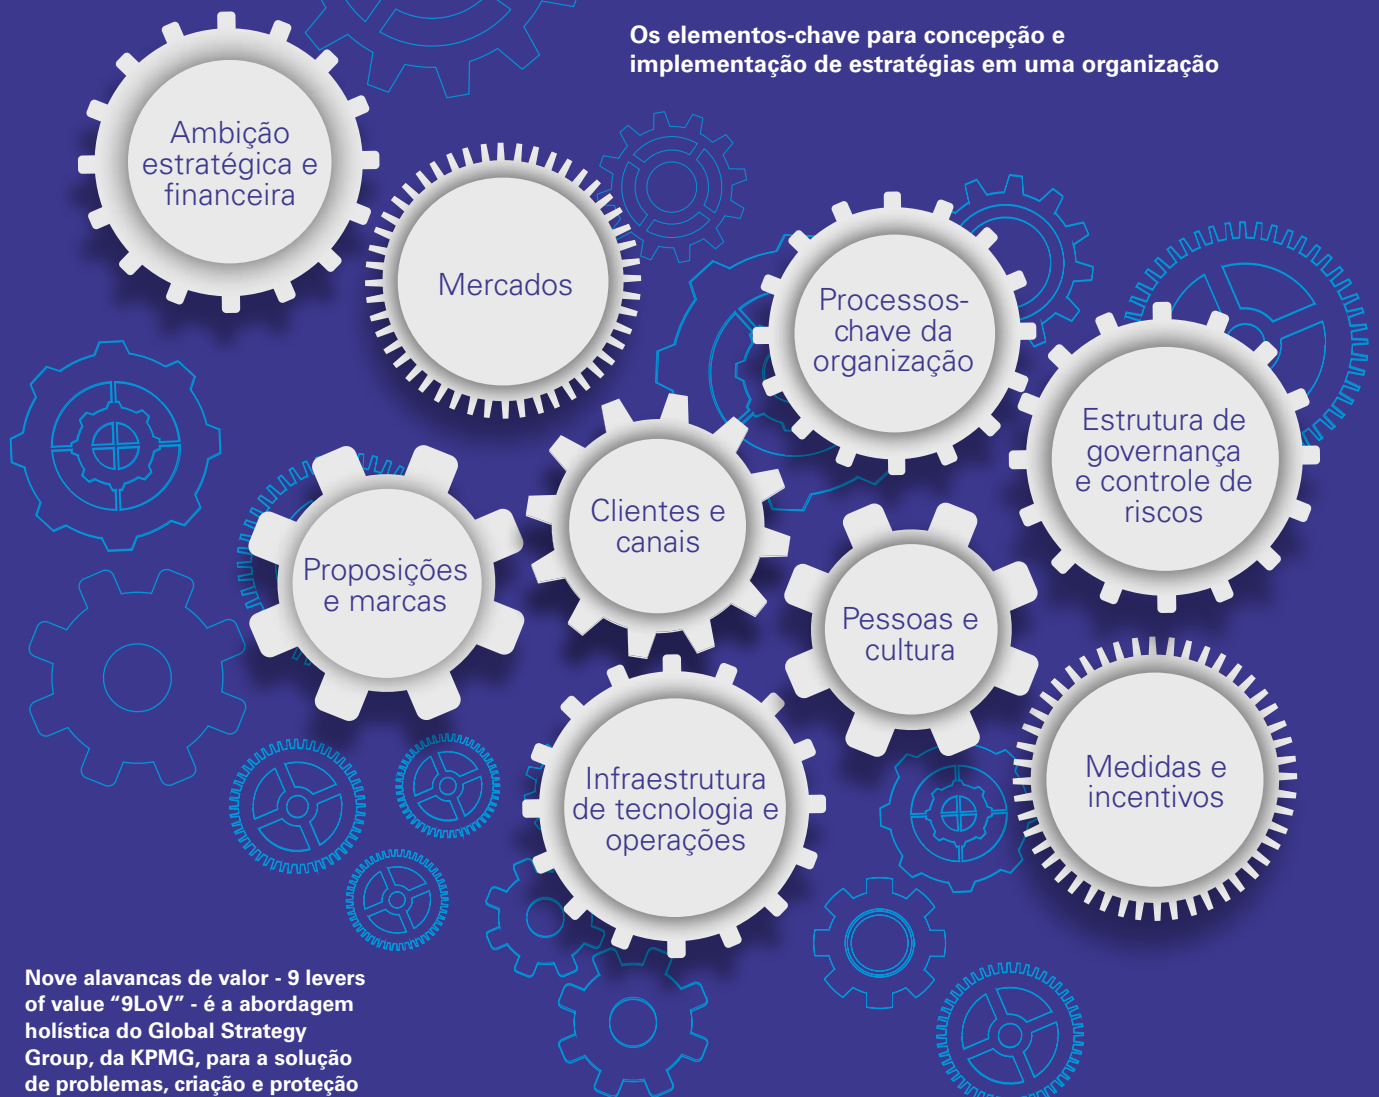 Os elementos-chave para concepção e
implementação de estratégias em uma organização
Ambição
estratégica e
financeira
Mercados
Processos-
chave da
organização
Estrutura de
governança
e controle de
riscos
Clientes e
canais
Proposições
e marcas
Pessoas e
cultura
Infraestrutura
de tecnologia e
operações
Medidas e
incentivos
Nove alavancas de valor - 9 levers
of value “9LoV” - é a abordagem
holística do Global Strategy
Group, da KPMG, para a solução
de problemas, criação e proteção